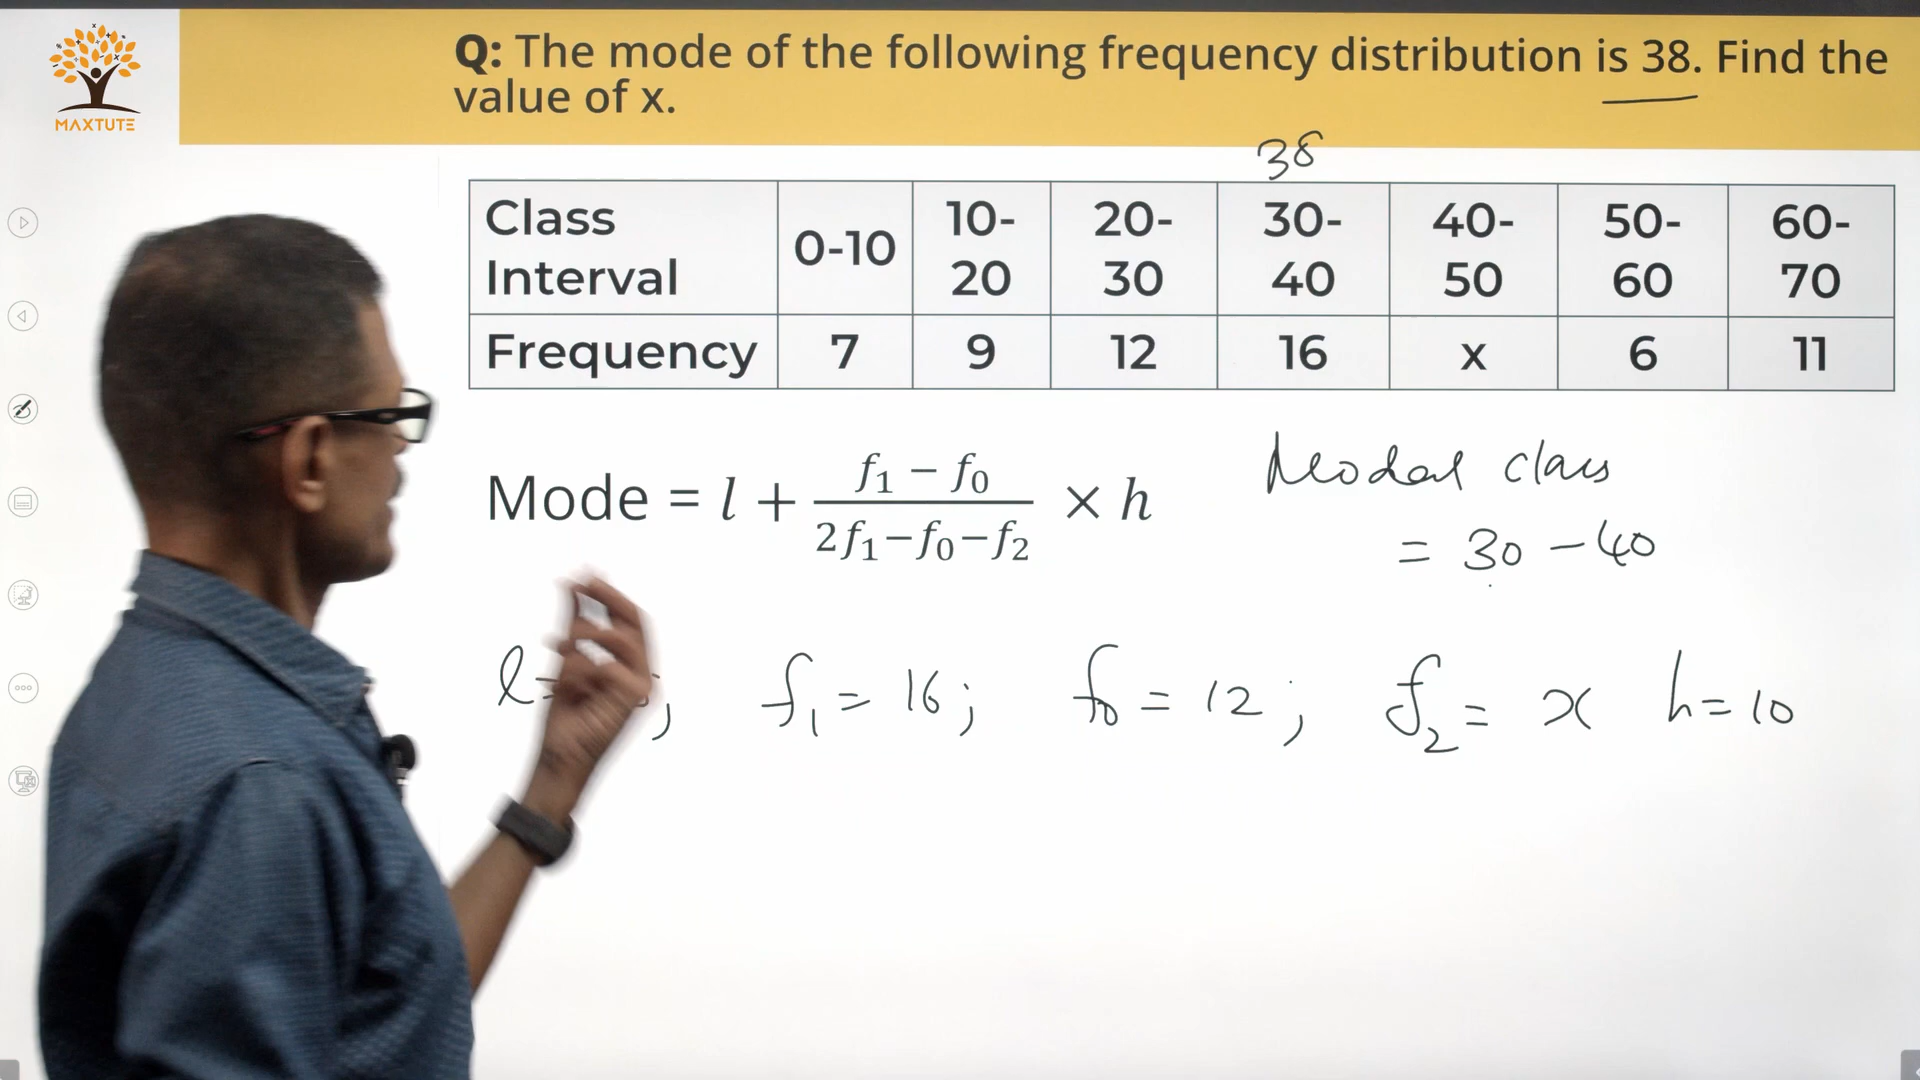 MAXTUTE
Q: The mode of the following frequency distribution is 38. Find the
value of x.
38
Class Interval 0-10 10-20 20-30 30-40 40-50 50-60 60-70
Frequency 7 9 12 16 x 6 11
Mode = l + (f₁ − f₀)/(2f₁−f₀−f₂) × h
Modal class
= 30 - 40
l= ; f₁ = 16; f₀ = 12; f₂ = x h=10